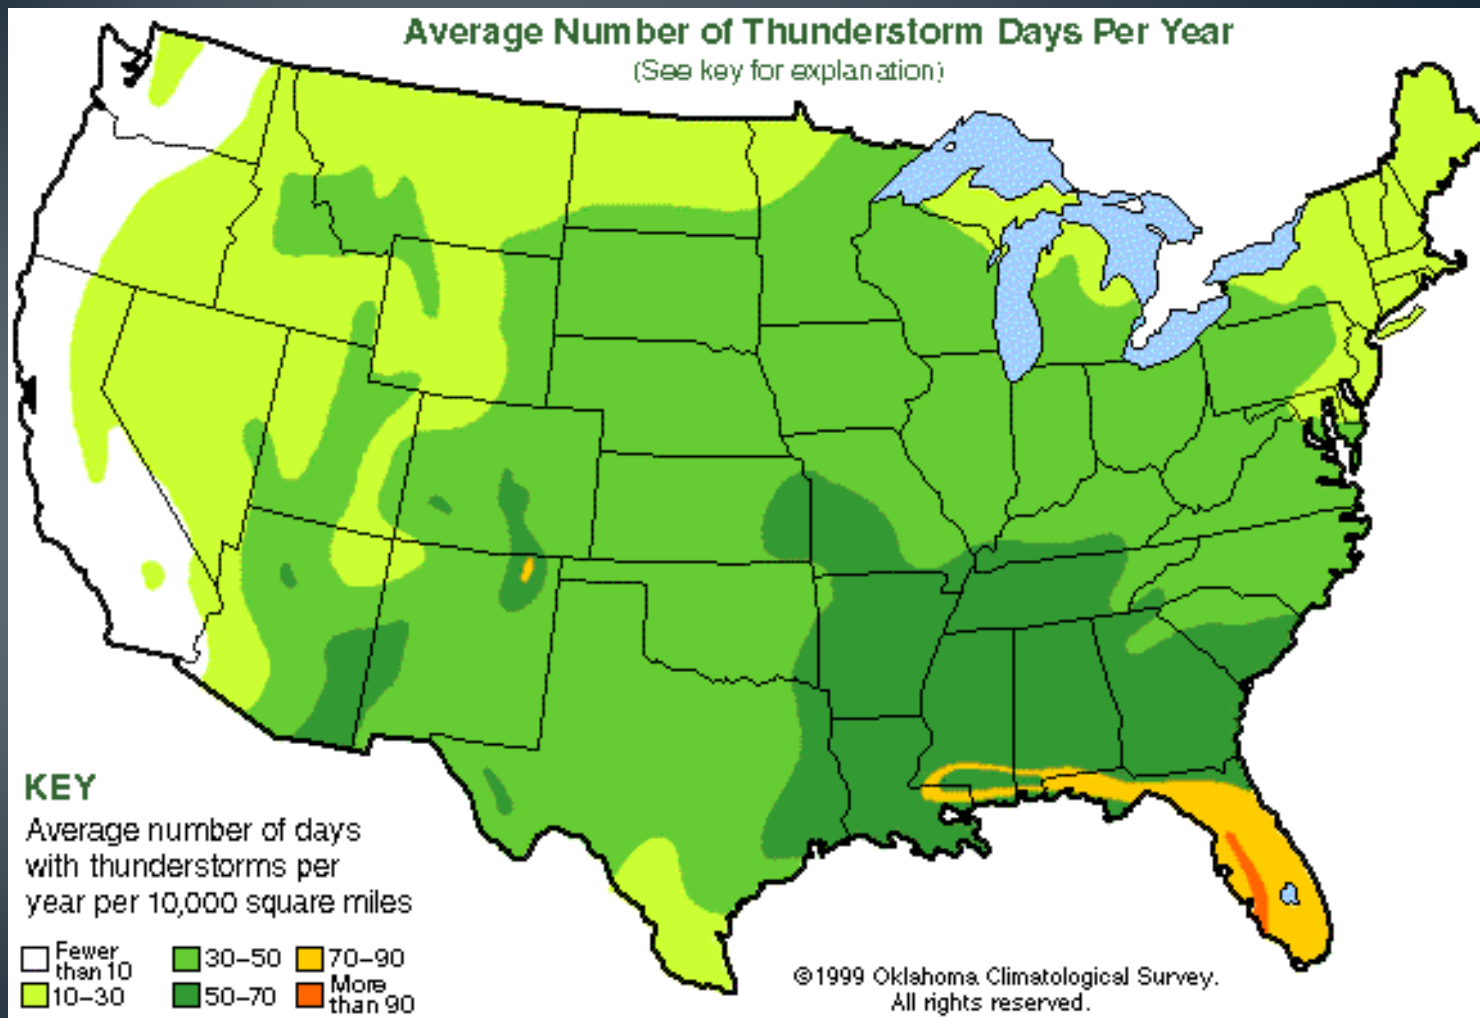 Average Number of Thunderstorm Days Per Year
(See key for explanation)
KEY
Average number of days
with thunderstorms per
year per 10,000 square miles
Fewer
than 10
30–50
70–90
10–30
50–70
More
than 90
©1999 Oklahoma Climatological Survey.
All rights reserved.